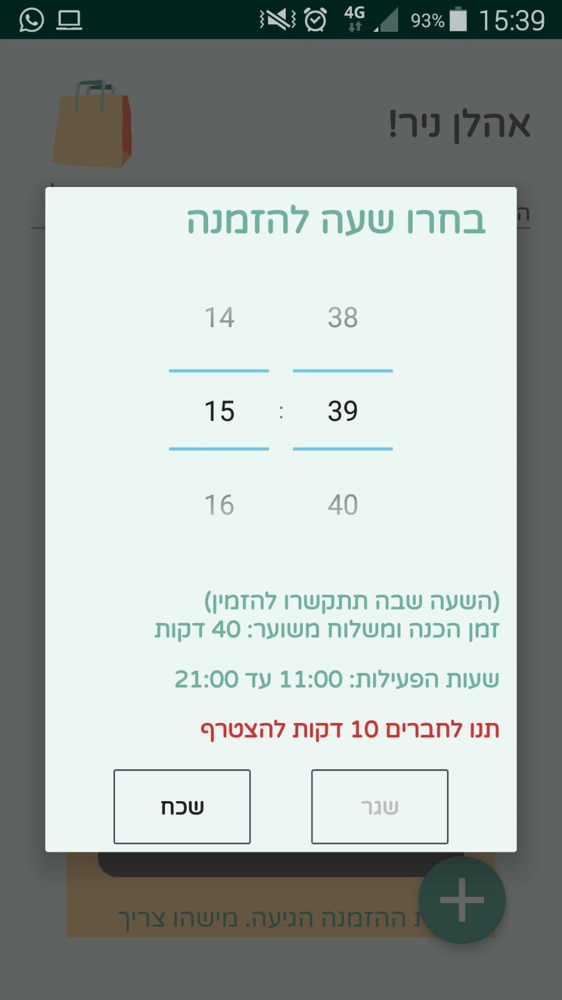 93% 15:39
4G
אהלן ניר!
בחרו שעה להזמנה
14 38
15 : 39
16 40
(השעה שבה תתקשרו להזמין)
זמן הכנה ומשלוח משוער: 40 דקות
שעות הפעילות: 11:00 עד 21:00
תנו לחברים 10 דקות להצטרף
שגר
שכח
ההזמנה הגיעה. מישהו צריך